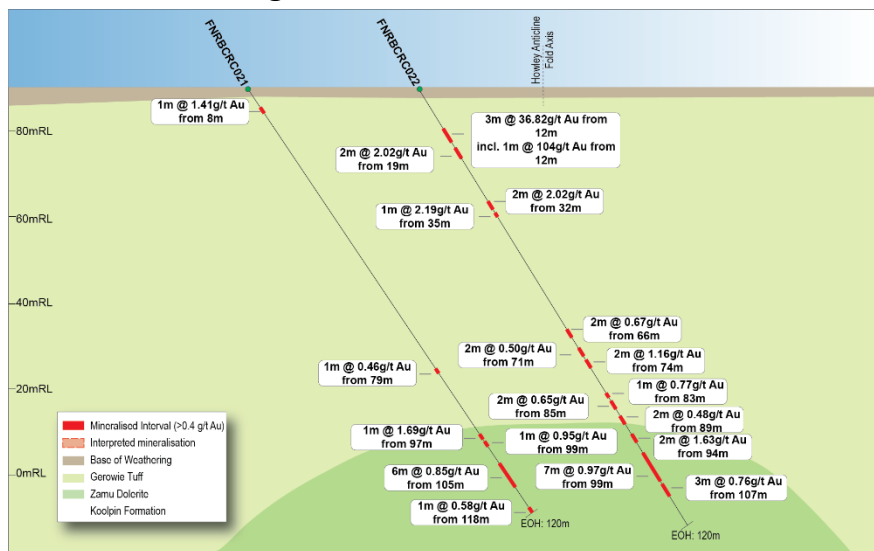 FNRBCRC021
FNRBCRC022
Howley Anticline
Fold Axis
1m @ 1.41g/t Au
from 8m
3m @ 36.82g/t Au from
12m
incl. 1m @ 104g/t Au from
12m
80mRL
2m @ 2.02g/t Au
from 19m
2m @ 2.02g/t Au
from 32m
1m @ 2.19g/t Au
from 35m
60mRL
40mRL
2m @ 0.67g/t Au
from 66m
2m @ 0.50g/t Au
from 71m
2m @ 1.16g/t Au
from 74m
1m @ 0.46g/t Au
from 79m
20mRL
1m @ 0.77g/t Au
from 83m
2m @ 0.65g/t Au
from 85m
2m @ 0.48g/t Au
from 89m
1m @ 1.69g/t Au
from 97m
1m @ 0.95g/t Au
from 99m
2m @ 1.63g/t Au
from 94m
0mRL
6m @ 0.85g/t Au
from 105m
7m @ 0.97g/t Au
from 99m
3m @ 0.76g/t Au
from 107m
1m @ 0.58g/t Au
from 118m
EOH: 120m
EOH: 120m
Mineralised Interval (>0.4 g/t Au)
Interpreted mineralisation
Base of Weathering
Gerowie Tuff
Zamu Dolerite
Koolpin Formation